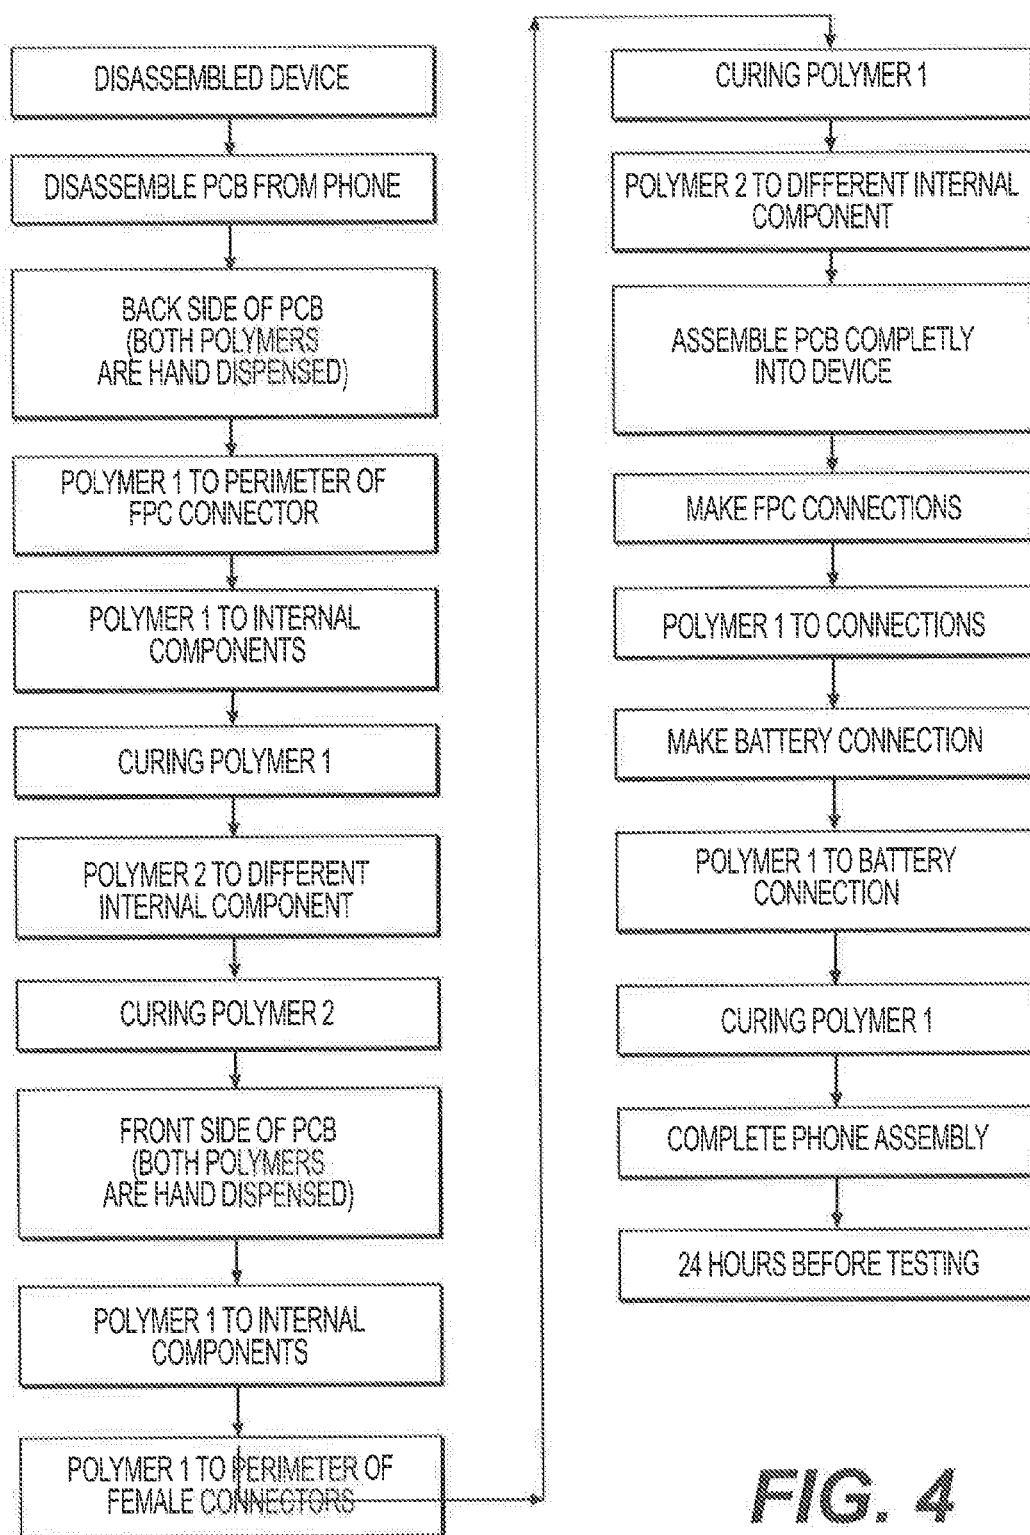 DISASSEMBLED DEVICE
DISASSEMBLE PCB FROM PHONE
BACK SIDE OF PCB
(BOTH POLYMERS
ARE HAND DISPENSED)
POLYMER 1 TO PERIMETER OF
FPC CONNECTOR
POLYMER 1 TO INTERNAL
COMPONENTS
CURING POLYMER 1
POLYMER 2 TO DIFFERENT
INTERNAL COMPONENT
CURING POLYMER 2
FRONT SIDE OF PCB
(BOTH POLYMERS
ARE HAND DISPENSED)
POLYMER 1 TO INTERNAL
COMPONENTS
POLYMER 1 TO PERIMETER OF
FEMALE CONNECTORS
CURING POLYMER 1
POLYMER 2 TO DIFFERENT INTERNAL
COMPONENT
ASSEMBLE PCB COMPLETLY
INTO DEVICE
MAKE FPC CONNECTIONS
POLYMER 1 TO CONNECTIONS
MAKE BATTERY CONNECTION
POLYMER 1 TO BATTERY
CONNECTION
CURING POLYMER 1
COMPLETE PHONE ASSEMBLY
24 HOURS BEFORE TESTING
FIG. 4